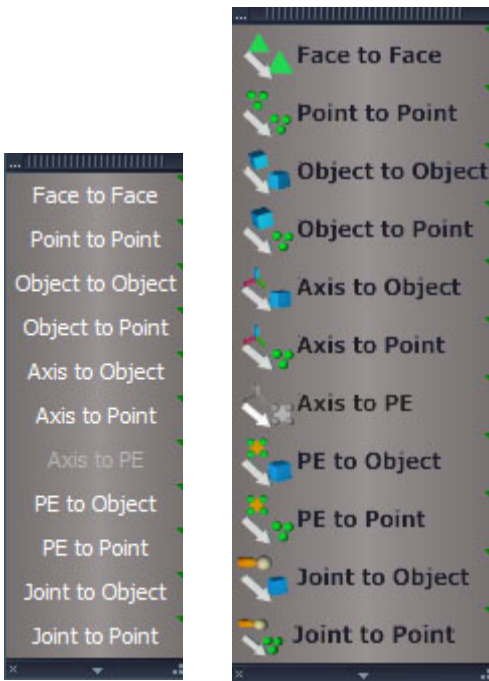 Face to Face
Point to Point
Object to Object
Object to Point
Axis to Object
Axis to Point
Axis to PE
PE to Object
PE to Point
Joint to Object
Joint to Point
Face to Face
Point to Point
Object to Object
Object to Point
Axis to Object
Axis to Point
Axis to PE
PE to Object
PE to Point
Joint to Object
Joint to Point